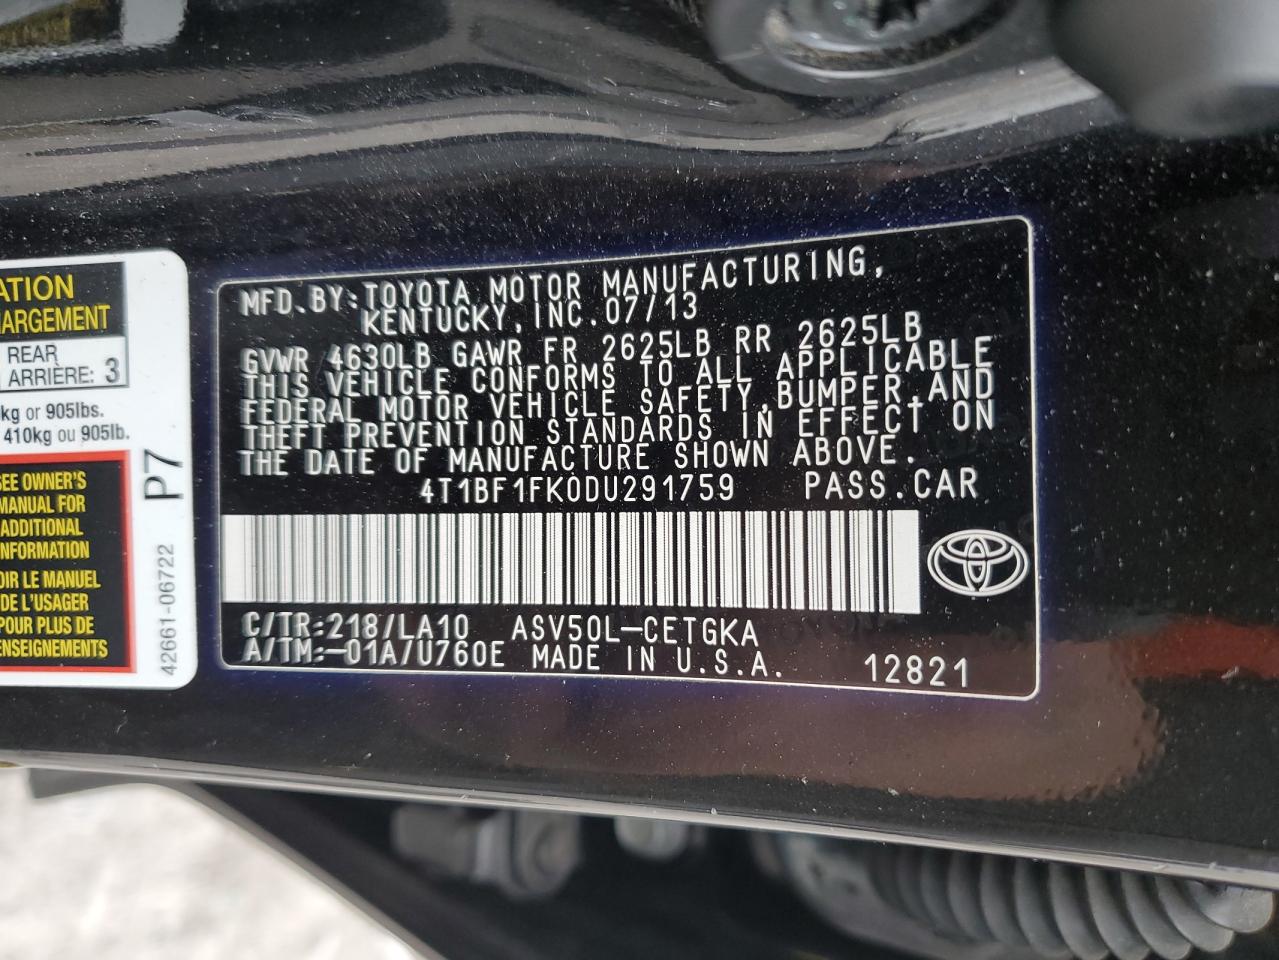 ATION
HARGEMENT
REAR
ARRIÈRE: 3
kg or 905lbs.
410kg ou 905lb.
SEE OWNER'S
MANUAL FOR
ADDITIONAL
INFORMATION
VOIR LE MANUEL
DE L'USAGER
POUR PLUS DE
RENSEIGNEMENTS
P7
42661-06722
MFD.BY:TOYOTA MOTOR MANUFACTURING,
KENTUCKY,INC.07/13
GVWR 4630LB GAWR FR 2625LB RR 2625LB
THIS VEHICLE CONFORMS TO ALL APPLICABLE
FEDERAL MOTOR VEHICLE SAFETY,BUMPER,AND
THEFT PREVENTION STANDARDS IN EFFECT ON
THE DATE OF MANUFACTURE SHOWN ABOVE.
4T1BF1FK0DU291759 PASS.CAR
C/TR:218/LA10 ASV50L-CETGKA
A/TM:-01A/U760E MADE IN U.S.A. 12821